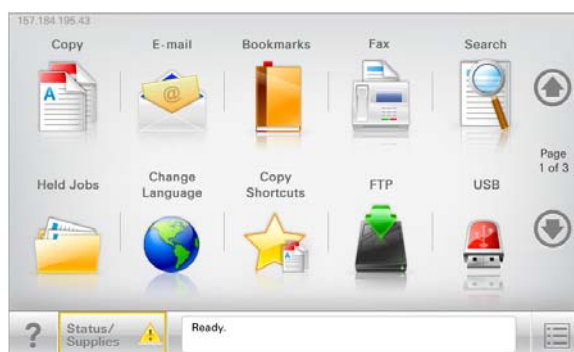 157.184.195.43
Copy
E-mail
Bookmarks
Fax
Search
A
@
Page
1 of 3
Held Jobs
Change
Language
Copy
Shortcuts
FTP
USB
A
?
Status/
Supplies
Ready.